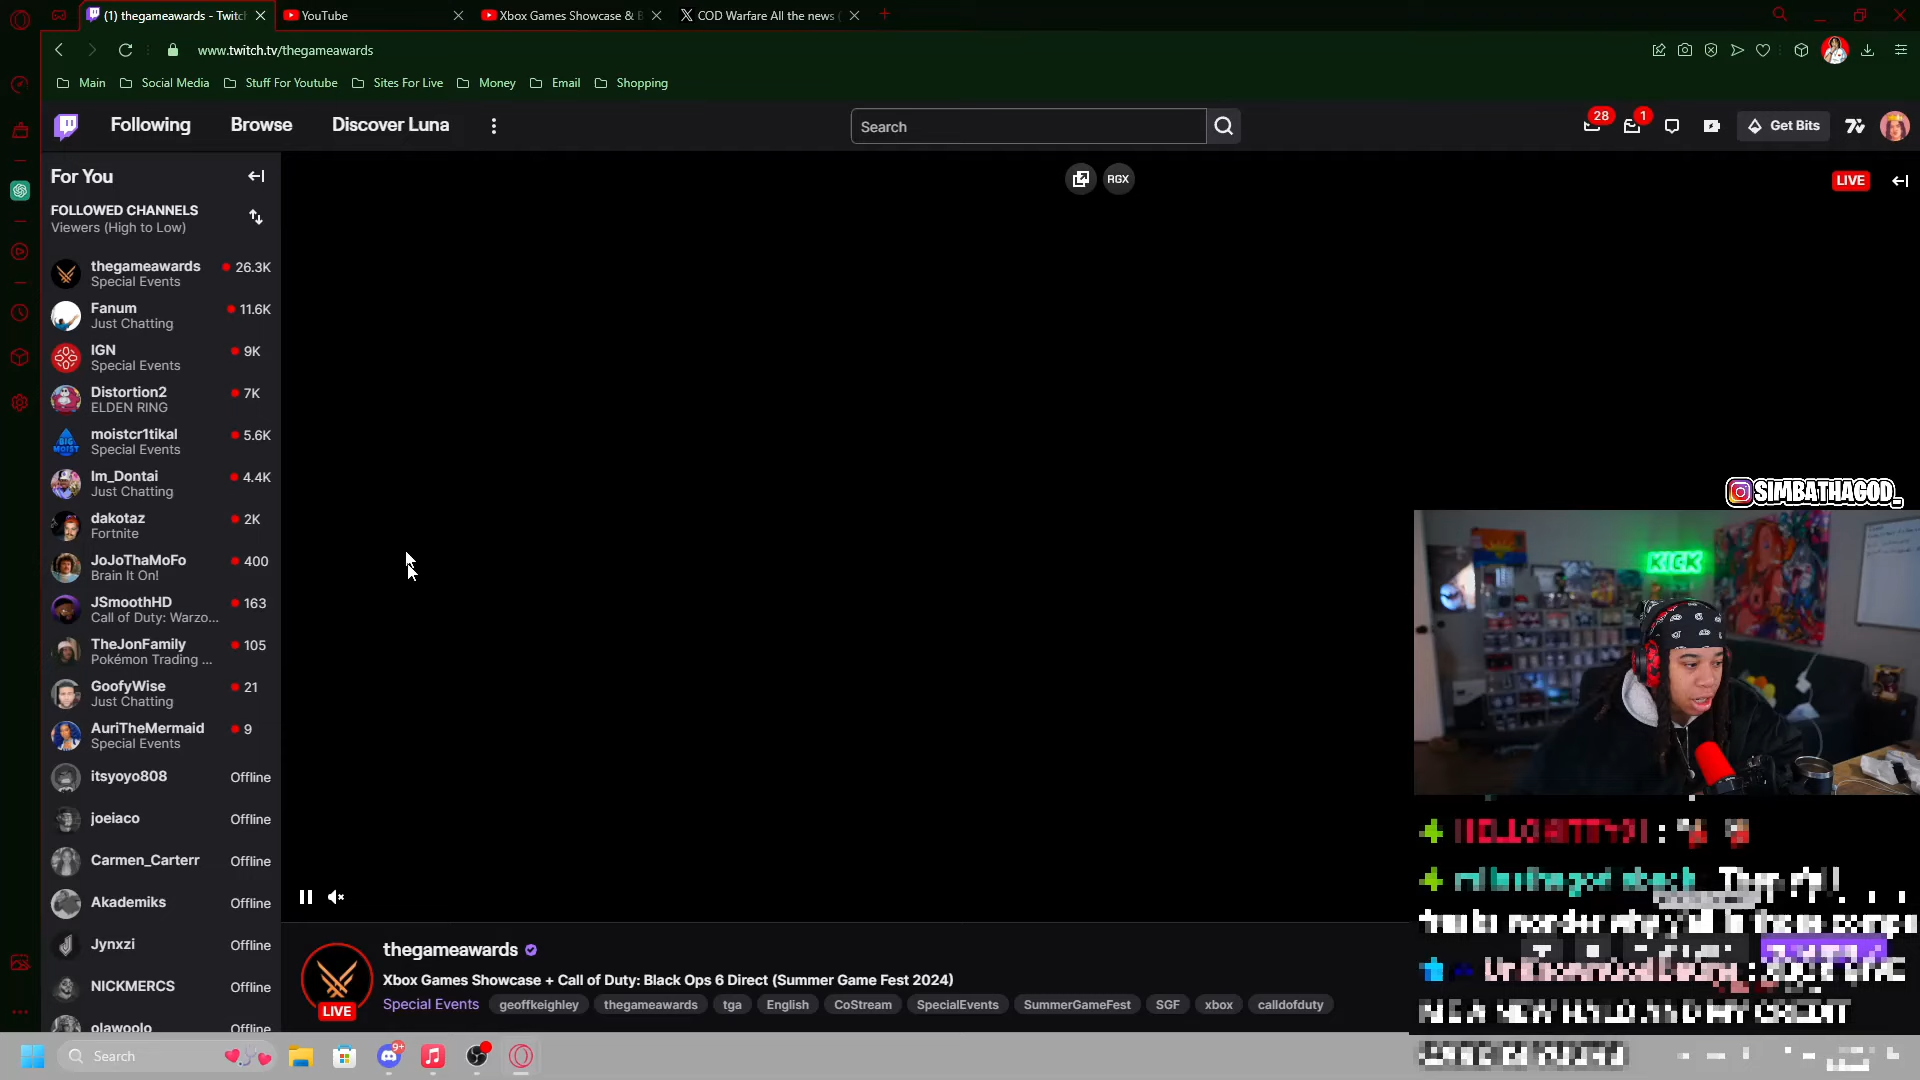 (1) thegameawards - Twitch
YouTube
Xbox Games Showcase & B
COD Warfare All the news (
www.twitch.tv/thegameawards
Main
Social Media
Stuff For Youtube
Sites For Live
Money
Email
Shopping
Following
Browse
Discover Luna
Search
28
1
Get Bits
For You
RGX
LIVE
FOLLOWED CHANNELS
Viewers (High to Low)
thegameawards 26.3K
Special Events
Fanum 11.6K
Just Chatting
IGN 9K
Special Events
Distortion2 7K
ELDEN RING
moistcr1tikal 5.6K
Special Events
Im_Dontai 4.4K
Just Chatting
dakotaz 2K
Fortnite
JoJoThaMoFo 400
Brain It On!
JSmoothHD 163
Call of Duty: Warzo...
TheJonFamily 105
Pokémon Trading ...
GoofyWise 21
Just Chatting
AuriTheMermaid 9
Special Events
itsyoyo808 Offline
joeiaco Offline
Carmen_Carterr Offline
Akademiks Offline
Jynxzi Offline
NICKMERCS Offline
olawoolo Offline
BIG
MOIST
SIMBATHAGOD_
KICK
thegameawards
Xbox Games Showcase + Call of Duty: Black Ops 6 Direct (Summer Game Fest 2024)
LIVE
Special Events
geoffkeighley
thegameawards
tga
English
CoStream
SpecialEvents
SummerGameFest
SGF
xbox
callofduty
Search
9+